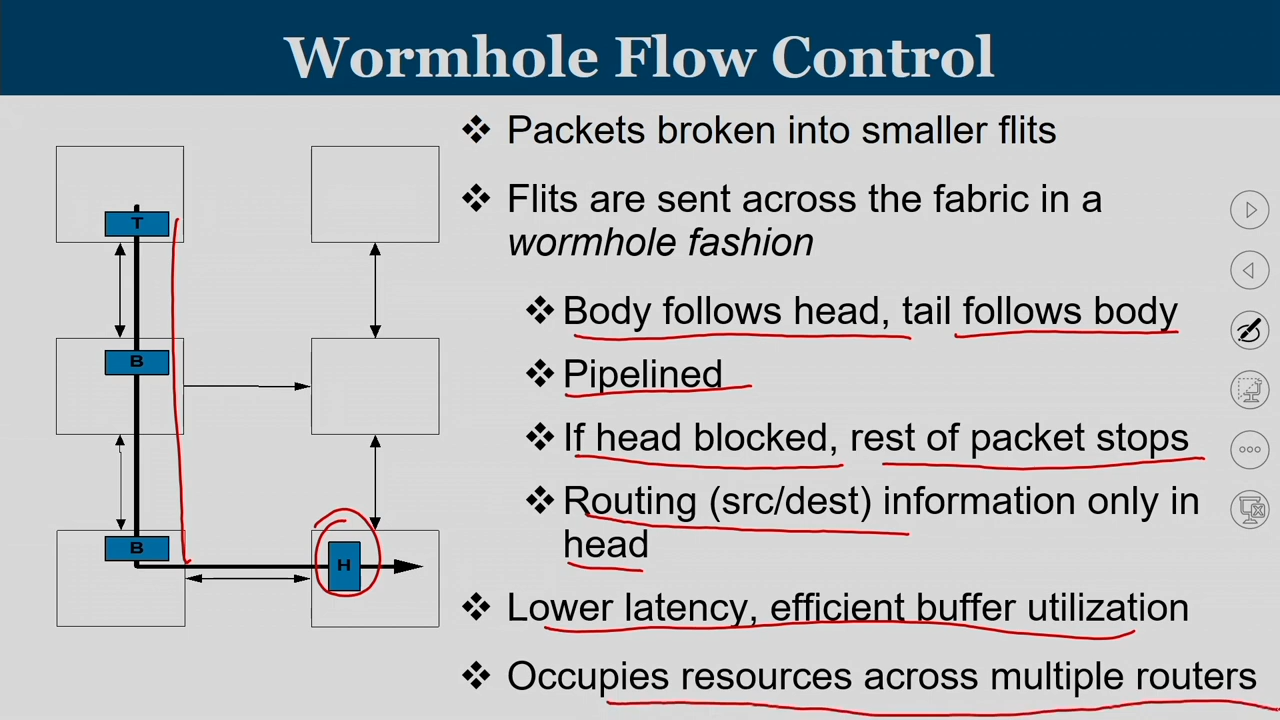 Wormhole Flow Control
❖ Packets broken into smaller flits
❖ Flits are sent across the fabric in a
wormhole fashion
❖ Body follows head, tail follows body
❖ Pipelined
❖ If head blocked, rest of packet stops
❖ Routing (src/dest) information only in
head
❖ Lower latency, efficient buffer utilization
❖ Occupies resources across multiple routers
T
B
B
H